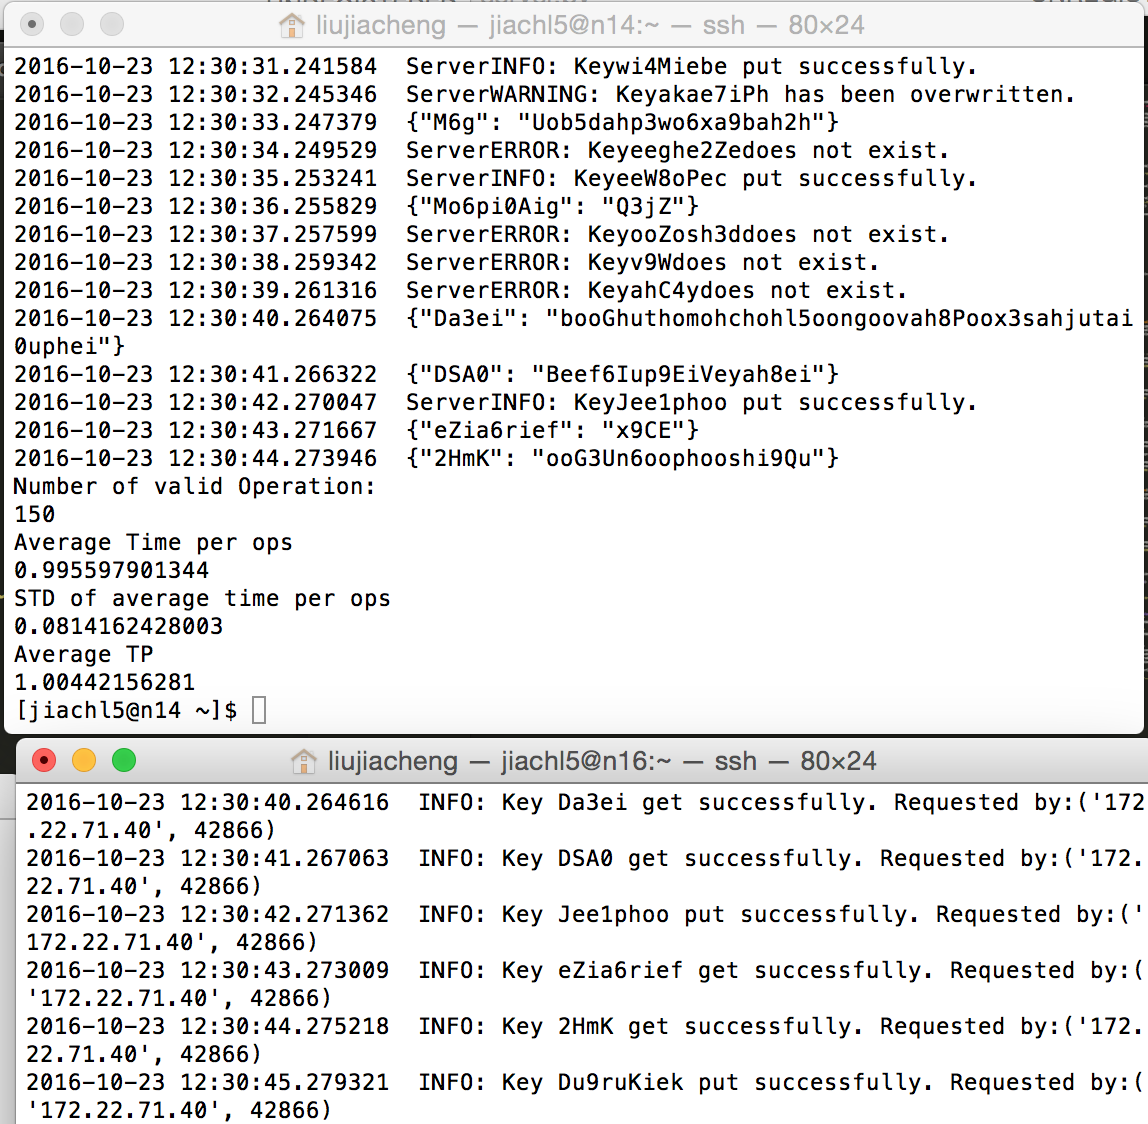 liujiacheng — jiachl5@n14:~ — ssh — 80×24
2016-10-23 12:30:31.241584  ServerINFO: Keywi4Miebe put successfully.
2016-10-23 12:30:32.245346  ServerWARNING: Keyakae7iPh has been overwritten.
2016-10-23 12:30:33.247379  {"M6g": "Uob5dahp3wo6xa9bah2h"}
2016-10-23 12:30:34.249529  ServerERROR: Keyeeghe2Zedoes not exist.
2016-10-23 12:30:35.253241  ServerINFO: KeyeeW8oPec put successfully.
2016-10-23 12:30:36.255829  {"Mo6pi0Aig": "Q3jZ"}
2016-10-23 12:30:37.257599  ServerERROR: KeyooZosh3ddoes not exist.
2016-10-23 12:30:38.259342  ServerERROR: Keyv9Wdoes not exist.
2016-10-23 12:30:39.261316  ServerERROR: KeyahC4ydoes not exist.
2016-10-23 12:30:40.264075  {"Da3ei": "booGhuthomohchohl5oongoovah8Poox3sahjutai
0uphei"}
2016-10-23 12:30:41.266322  {"DSA0": "Beef6Iup9EiVeyah8ei"}
2016-10-23 12:30:42.270047  ServerINFO: KeyJee1phoo put successfully.
2016-10-23 12:30:43.271667  {"eZia6rief": "x9CE"}
2016-10-23 12:30:44.273946  {"2HmK": "ooG3Un6oophooshi9Qu"}
Number of valid Operation:
150
Average Time per ops
0.995597901344
STD of average time per ops
0.0814162428003
Average TP
1.00442156281
[jiachl5@n14 ~]$
liujiacheng — jiachl5@n16:~ — ssh — 80×24
2016-10-23 12:30:40.264616  INFO: Key Da3ei get successfully. Requested by:('172
.22.71.40', 42866)
2016-10-23 12:30:41.267063  INFO: Key DSA0 get successfully. Requested by:('172.
22.71.40', 42866)
2016-10-23 12:30:42.271362  INFO: Key Jee1phoo put successfully. Requested by:('
172.22.71.40', 42866)
2016-10-23 12:30:43.273009  INFO: Key eZia6rief get successfully. Requested by:(
'172.22.71.40', 42866)
2016-10-23 12:30:44.275218  INFO: Key 2HmK get successfully. Requested by:('172.
22.71.40', 42866)
2016-10-23 12:30:45.279321  INFO: Key Du9ruKiek put successfully. Requested by:(
'172.22.71.40', 42866)